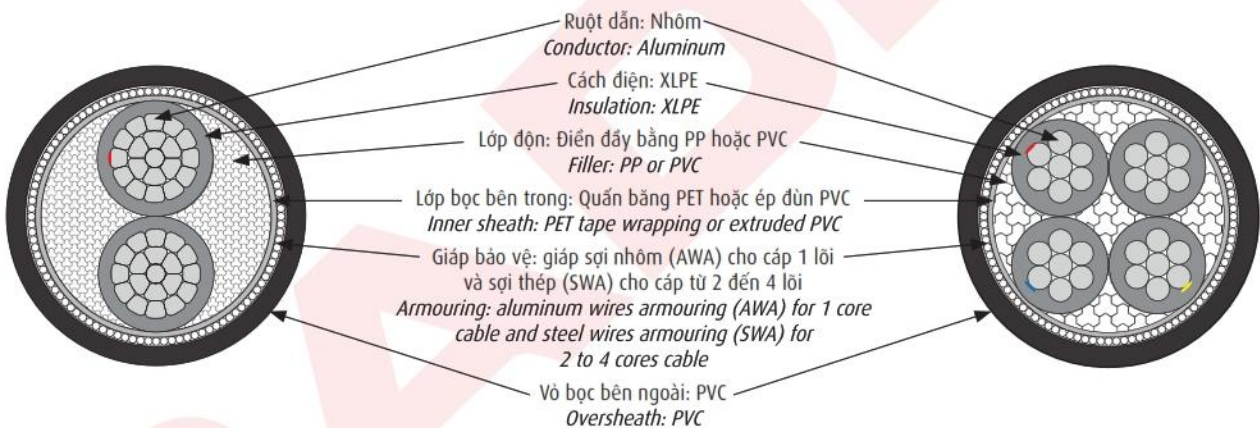 Ruột dẫn: Nhôm
Conductor: Aluminum
Cách điện: XLPE
Insulation: XLPE
Lớp độn: Điền đầy bằng PP hoặc PVC
Filler: PP or PVC
Lớp bọc bên trong: Quấn băng PET hoặc ép đùn PVC
Inner sheath: PET tape wrapping or extruded PVC
Giáp bảo vệ: giáp sợi nhôm (AWA) cho cáp 1 lõi
và sợi thép (SWA) cho cáp từ 2 đến 4 lõi
Armouring: aluminum wires armouring (AWA) for 1 core
cable and steel wires armouring (SWA) for
2 to 4 cores cable
Vỏ bọc bên ngoài: PVC
Oversheath: PVC